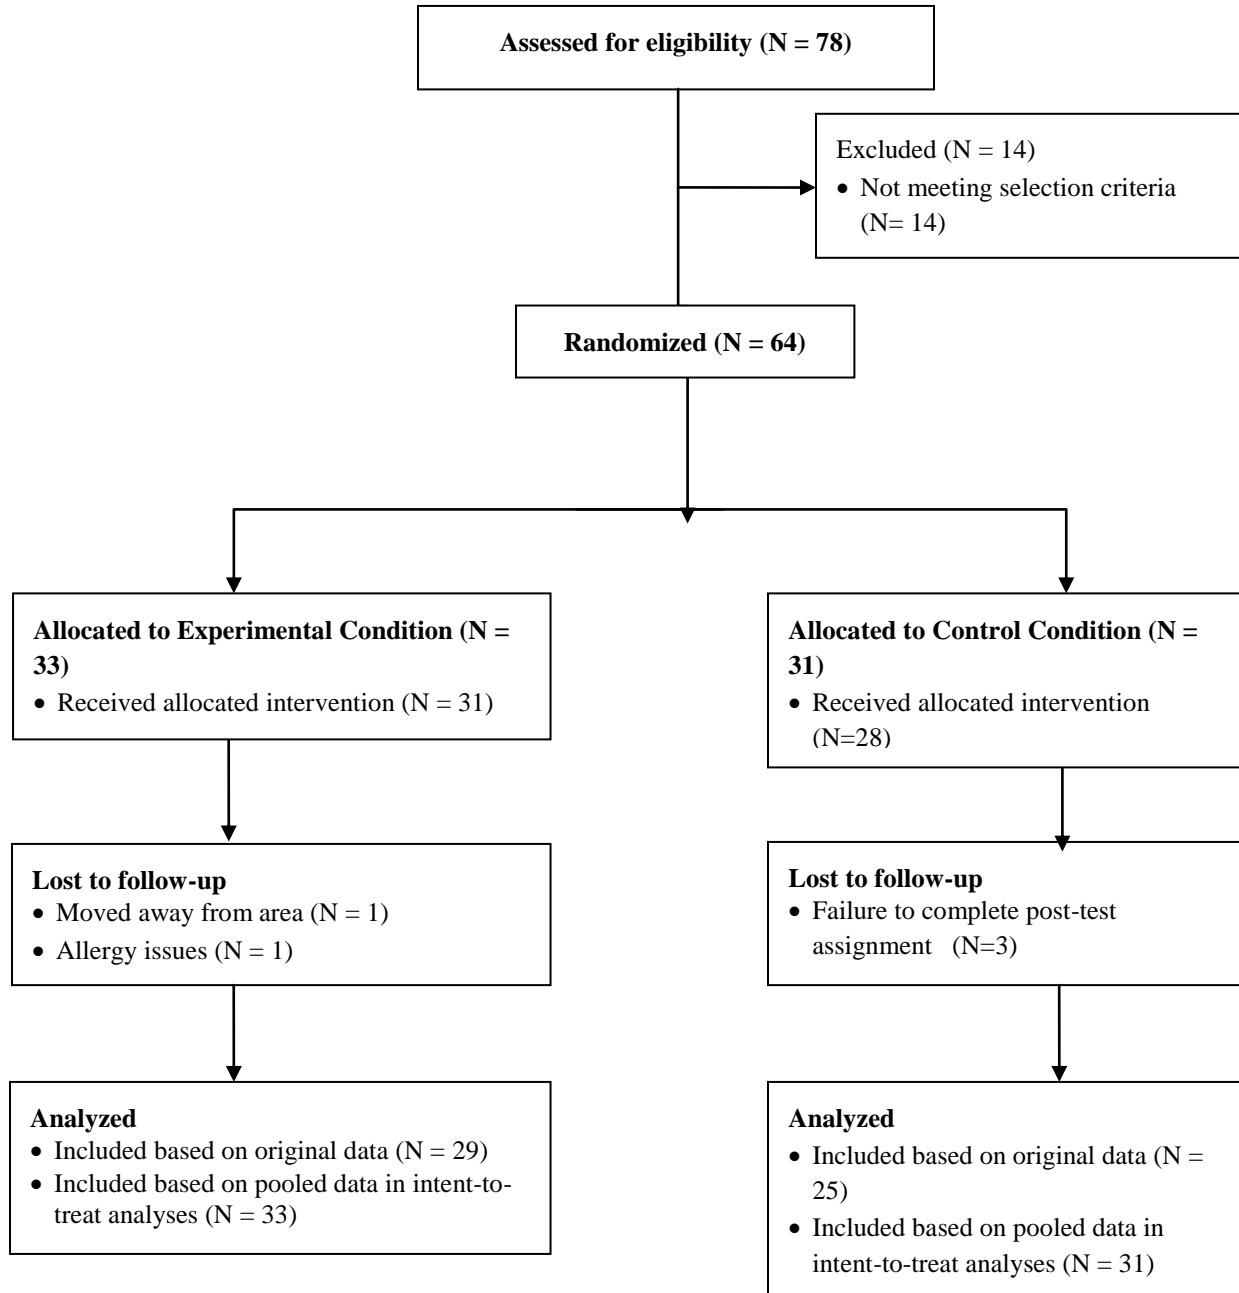 Assessed for eligibility (N = 78)
Excluded (N = 14)
• Not meeting selection criteria
(N= 14)
Randomized (N = 64)
Allocated to Experimental Condition (N =
33)
• Received allocated intervention (N = 31)
Allocated to Control Condition (N =
31)
• Received allocated intervention
(N=28)
Lost to follow-up
• Moved away from area (N = 1)
• Allergy issues (N = 1)
Lost to follow-up
• Failure to complete post-test
assignment (N=3)
Analyzed
• Included based on original data (N = 29)
• Included based on pooled data in intent-to-
treat analyses (N = 33)
Analyzed
• Included based on original data (N =
25)
• Included based on pooled data in
intent-to-treat analyses (N = 31)